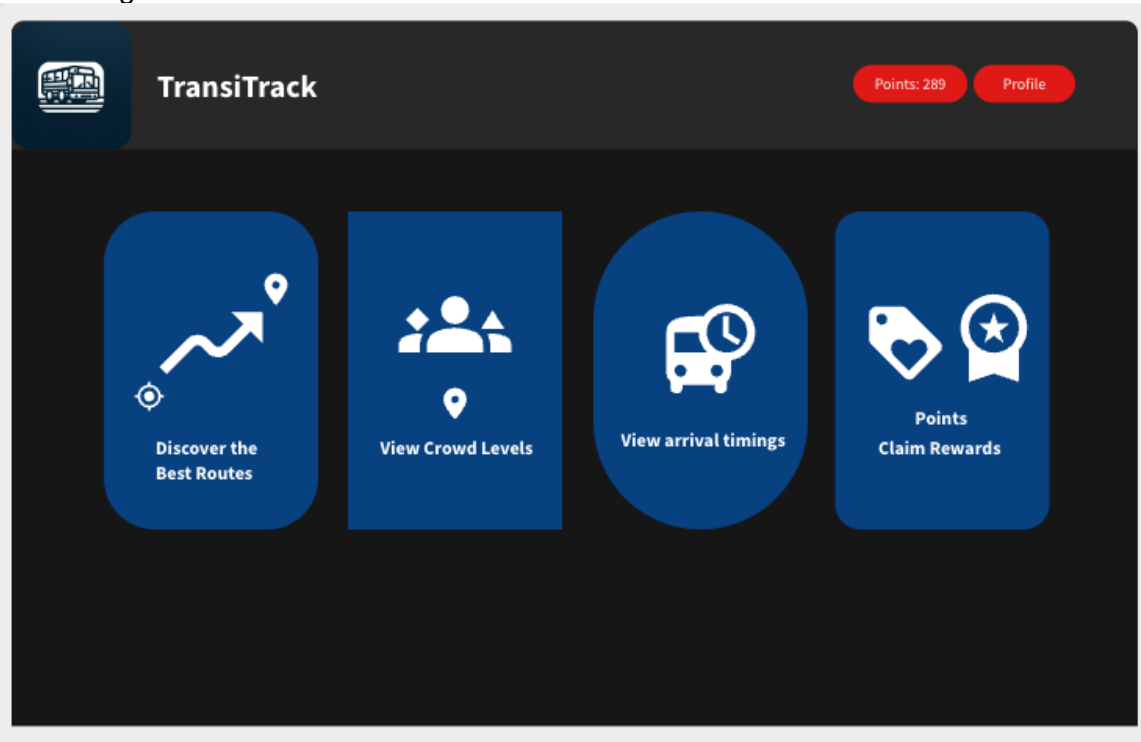 TransiTrack
Points: 289
Profile
Discover the
Best Routes
View Crowd Levels
View arrival timings
Points
Claim Rewards